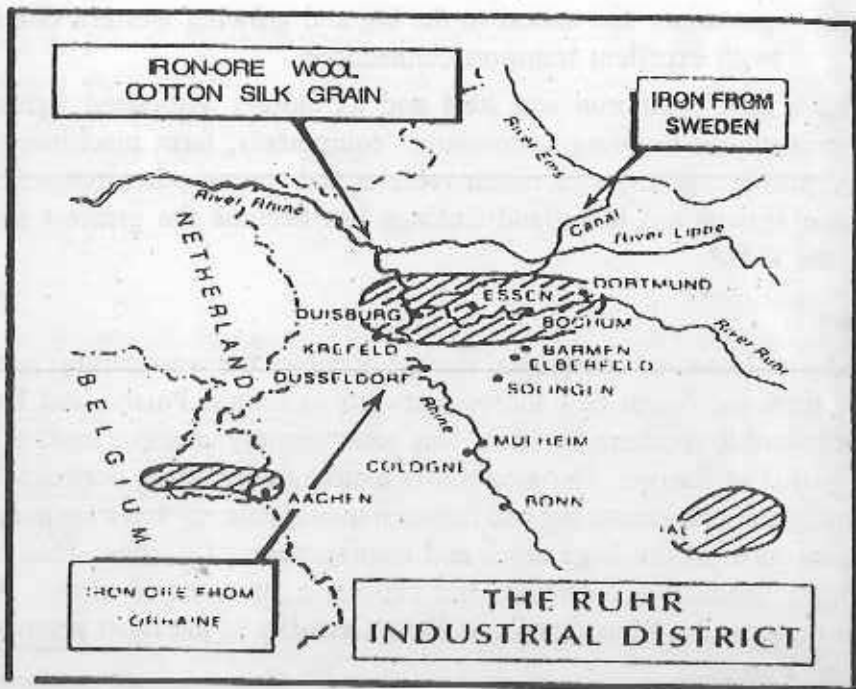 IRON-ORE WOOL
COTTON SILK GRAIN
IRON FROM
SWEDEN
River Ems
River Rhine
Canal
River Lippe
NETHERLAND
ESSEN
DORTMUND
DUISBURG
BOCHUM
River Ruhr
KREFELD
BARMEN
ELBERFELD
DUSSELDORF
SOLINGEN
BELGIUM
Rhine
MULHEIM
COLOGNE
AACHEN
BONN
IRON ORE FROM
THE RUHR
INDUSTRIAL DISTRICT